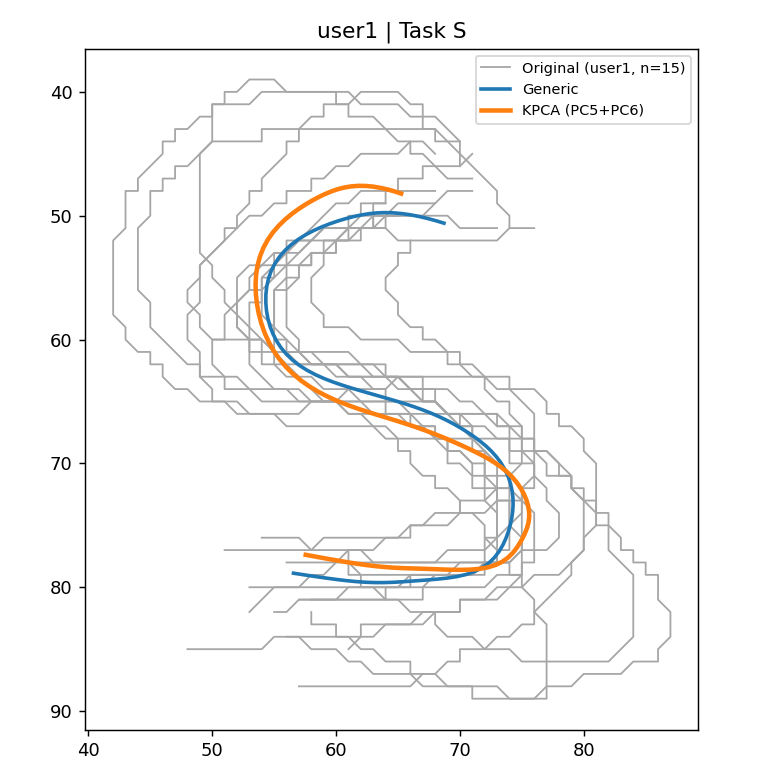 user1 | Task S
Original (user1, n=15)
Generic
KPCA (PC5+PC6)
40
50
60
70
80
90
40 50 60 70 80